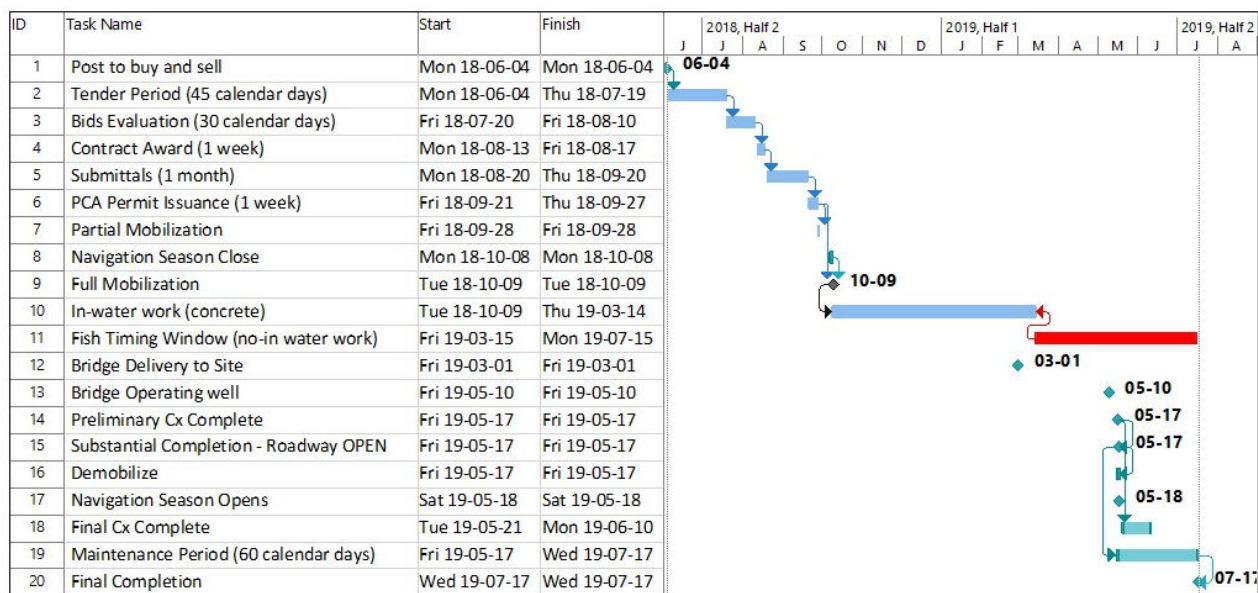 ID Task Name Start Finish 2018, Half 2 2019, Half 1 2019, Half 2
J J A S O N D J F M A M J J A
1 Post to buy and sell Mon 18-06-04 Mon 18-06-04 06-04
2 Tender Period (45 calendar days) Mon 18-06-04 Thu 18-07-19
3 Bids Evaluation (30 calendar days) Fri 18-07-20 Fri 18-08-10
4 Contract Award (1 week) Mon 18-08-13 Fri 18-08-17
5 Submittals (1 month) Mon 18-08-20 Thu 18-09-20
6 PCA Permit Issuance (1 week) Fri 18-09-21 Thu 18-09-27
7 Partial Mobilization Fri 18-09-28 Fri 18-09-28
8 Navigation Season Close Mon 18-10-08 Mon 18-10-08
9 Full Mobilization Tue 18-10-09 Tue 18-10-09 10-09
10 In-water work (concrete) Tue 18-10-09 Thu 19-03-14
11 Fish Timing Window (no-in water work) Fri 19-03-15 Mon 19-07-15
12 Bridge Delivery to Site Fri 19-03-01 Fri 19-03-01 03-01
13 Bridge Operating well Fri 19-05-10 Fri 19-05-10 05-10
14 Preliminary Cx Complete Fri 19-05-17 Fri 19-05-17 05-17
15 Substantial Completion - Roadway OPEN Fri 19-05-17 Fri 19-05-17 05-17
16 Demobilize Fri 19-05-17 Fri 19-05-17
17 Navigation Season Opens Sat 19-05-18 Sat 19-05-18 05-18
18 Final Cx Complete Tue 19-05-21 Mon 19-06-10
19 Maintenance Period (60 calendar days) Fri 19-05-17 Wed 19-07-17
20 Final Completion Wed 19-07-17 Wed 19-07-17 07-17